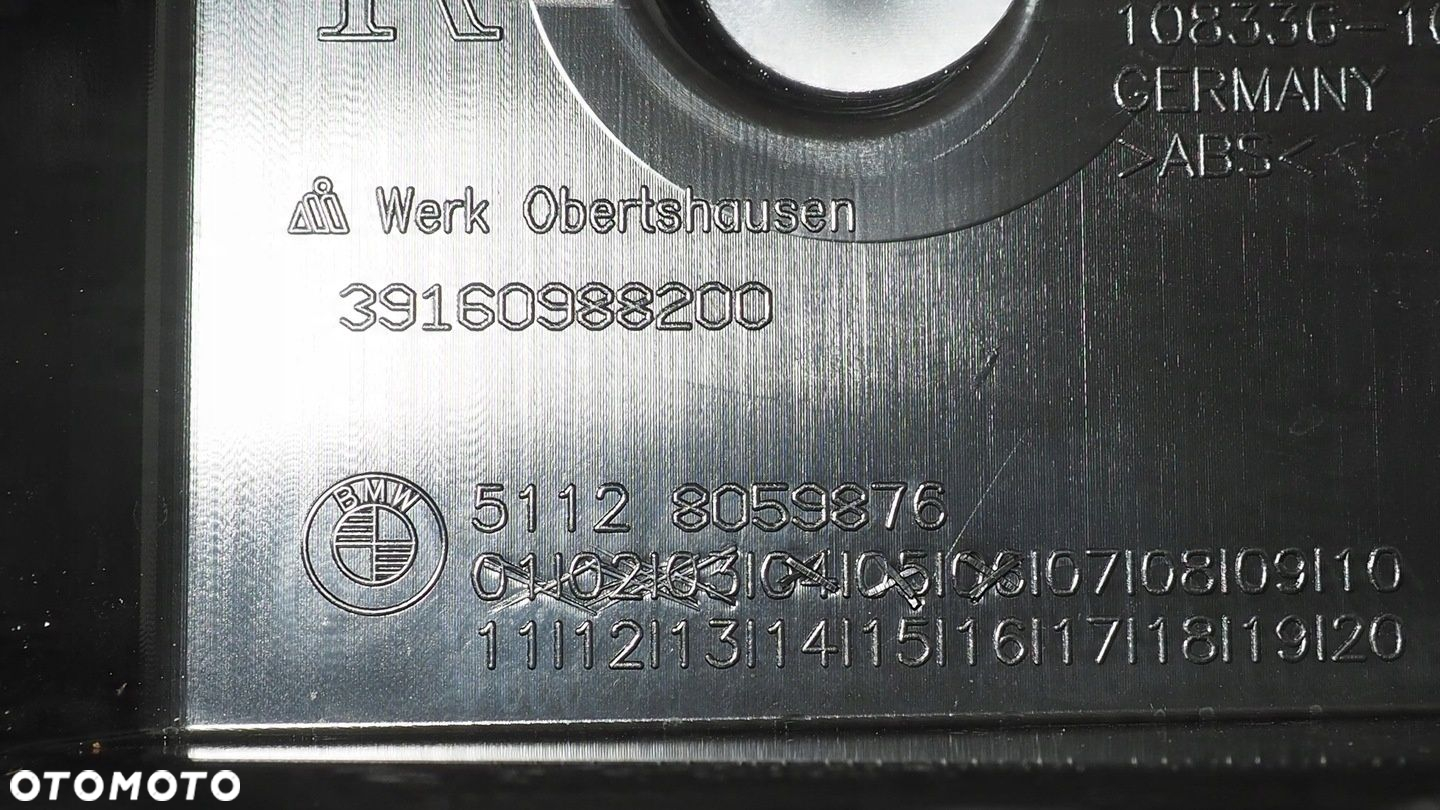 R
108336-10
GERMANY
>ABS<
Werk Obertshausen
39160988200
BMW
5112 8059876
01|02|03|04|05|06|07|08|09|10
11|12|13|14|15|16|17|18|19|20
OTOMOTO